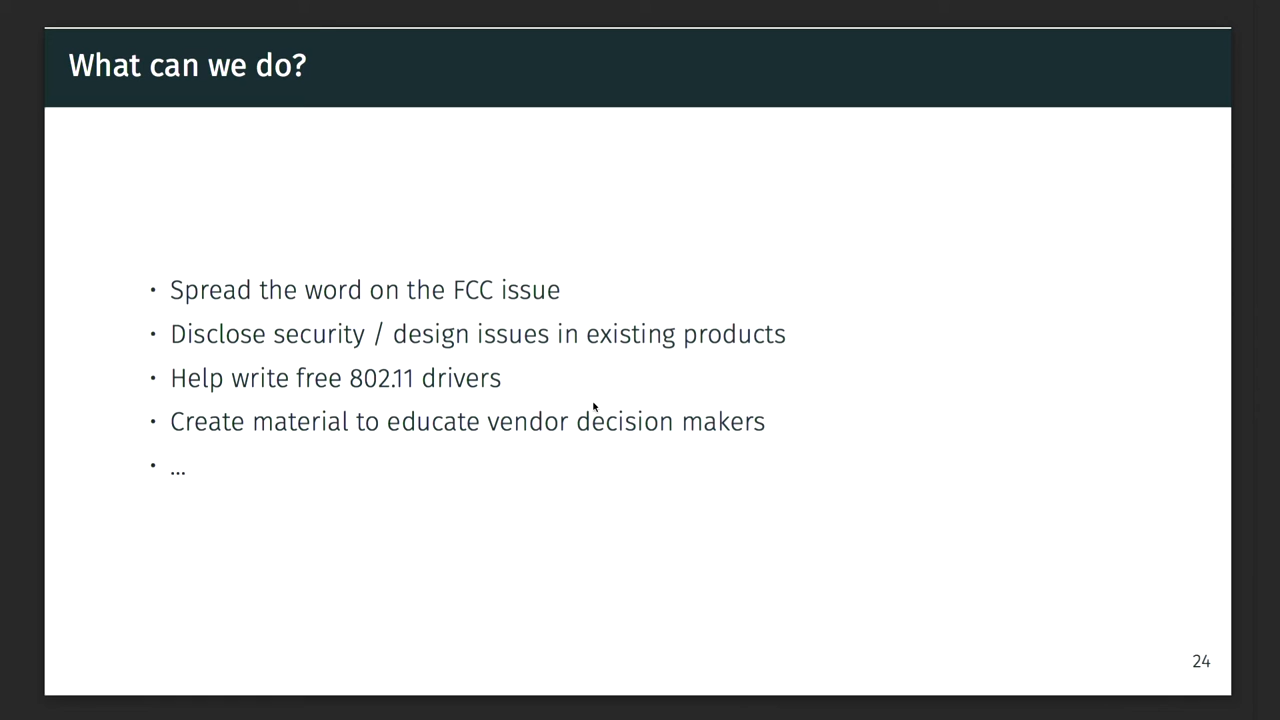 What can we do?
• Spread the word on the FCC issue
• Disclose security / design issues in existing products
• Help write free 802.11 drivers
• Create material to educate vendor decision makers
• ...
24